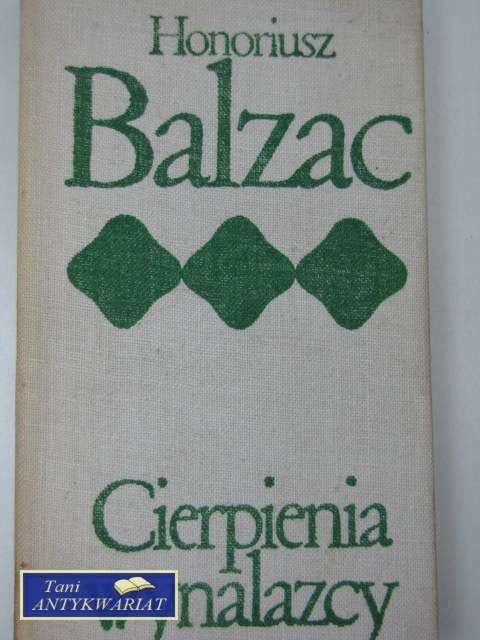 Honoriusz
Balzac
Cierpienia
wynalazcy
Tani
ANTYKWARIAT